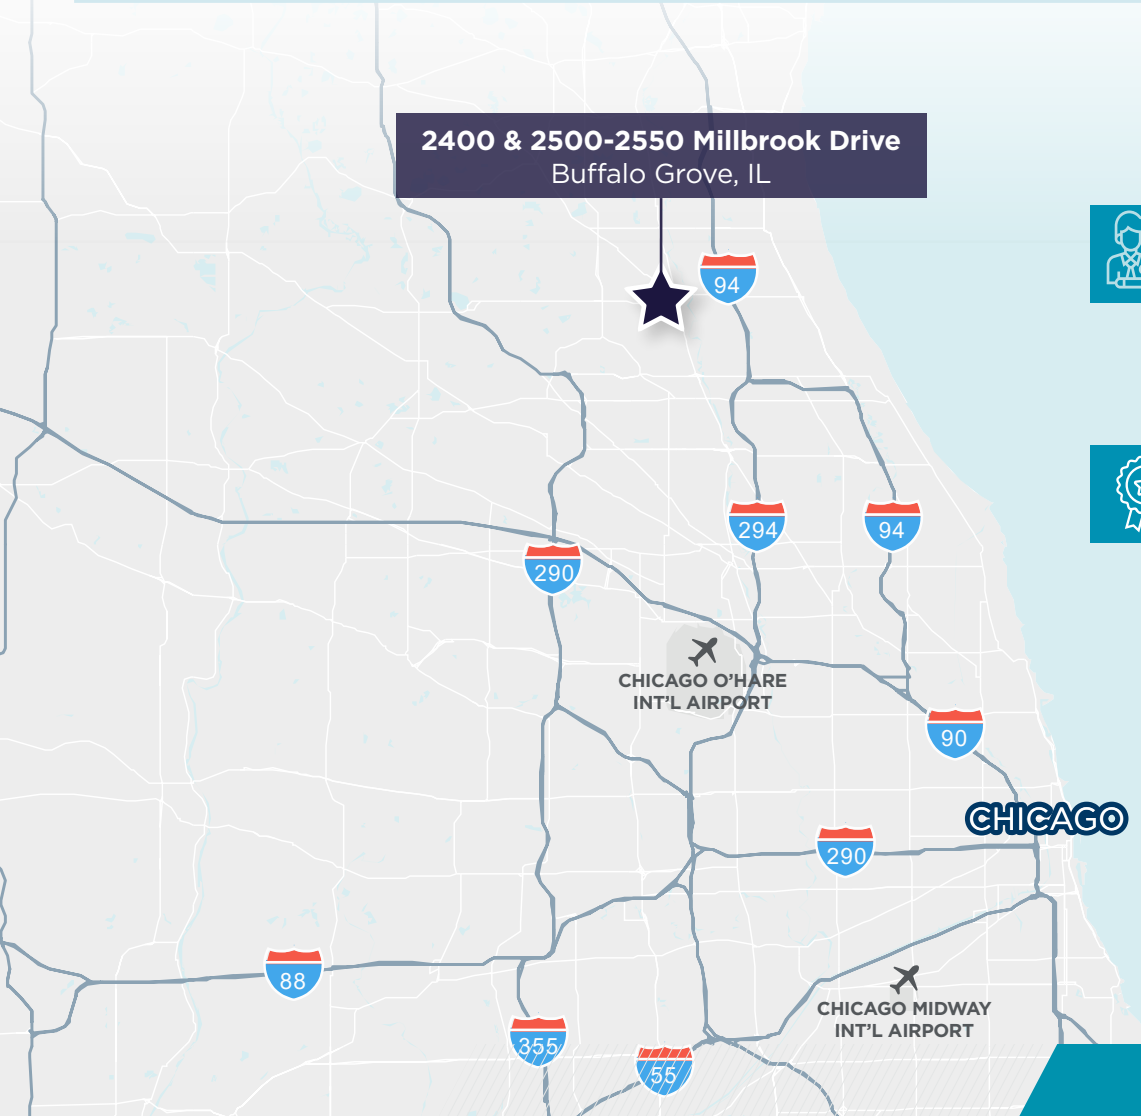 2400 & 2500-2550 Millbrook Drive
Buffalo Grove, IL
94
294
94
290
CHICAGO O'HARE
INT'L AIRPORT
90
CHICAGO
290
88
CHICAGO MIDWAY
INT'L AIRPORT
355
55